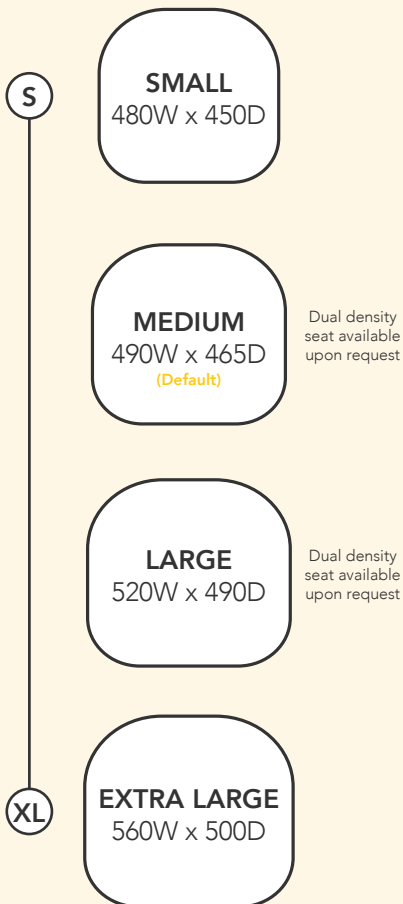 S
SMALL
480W x 450D
MEDIUM
490W x 465D
(Default)
Dual density
seat available
upon request
LARGE
520W x 490D
Dual density
seat available
upon request
XL
EXTRA LARGE
560W x 500D